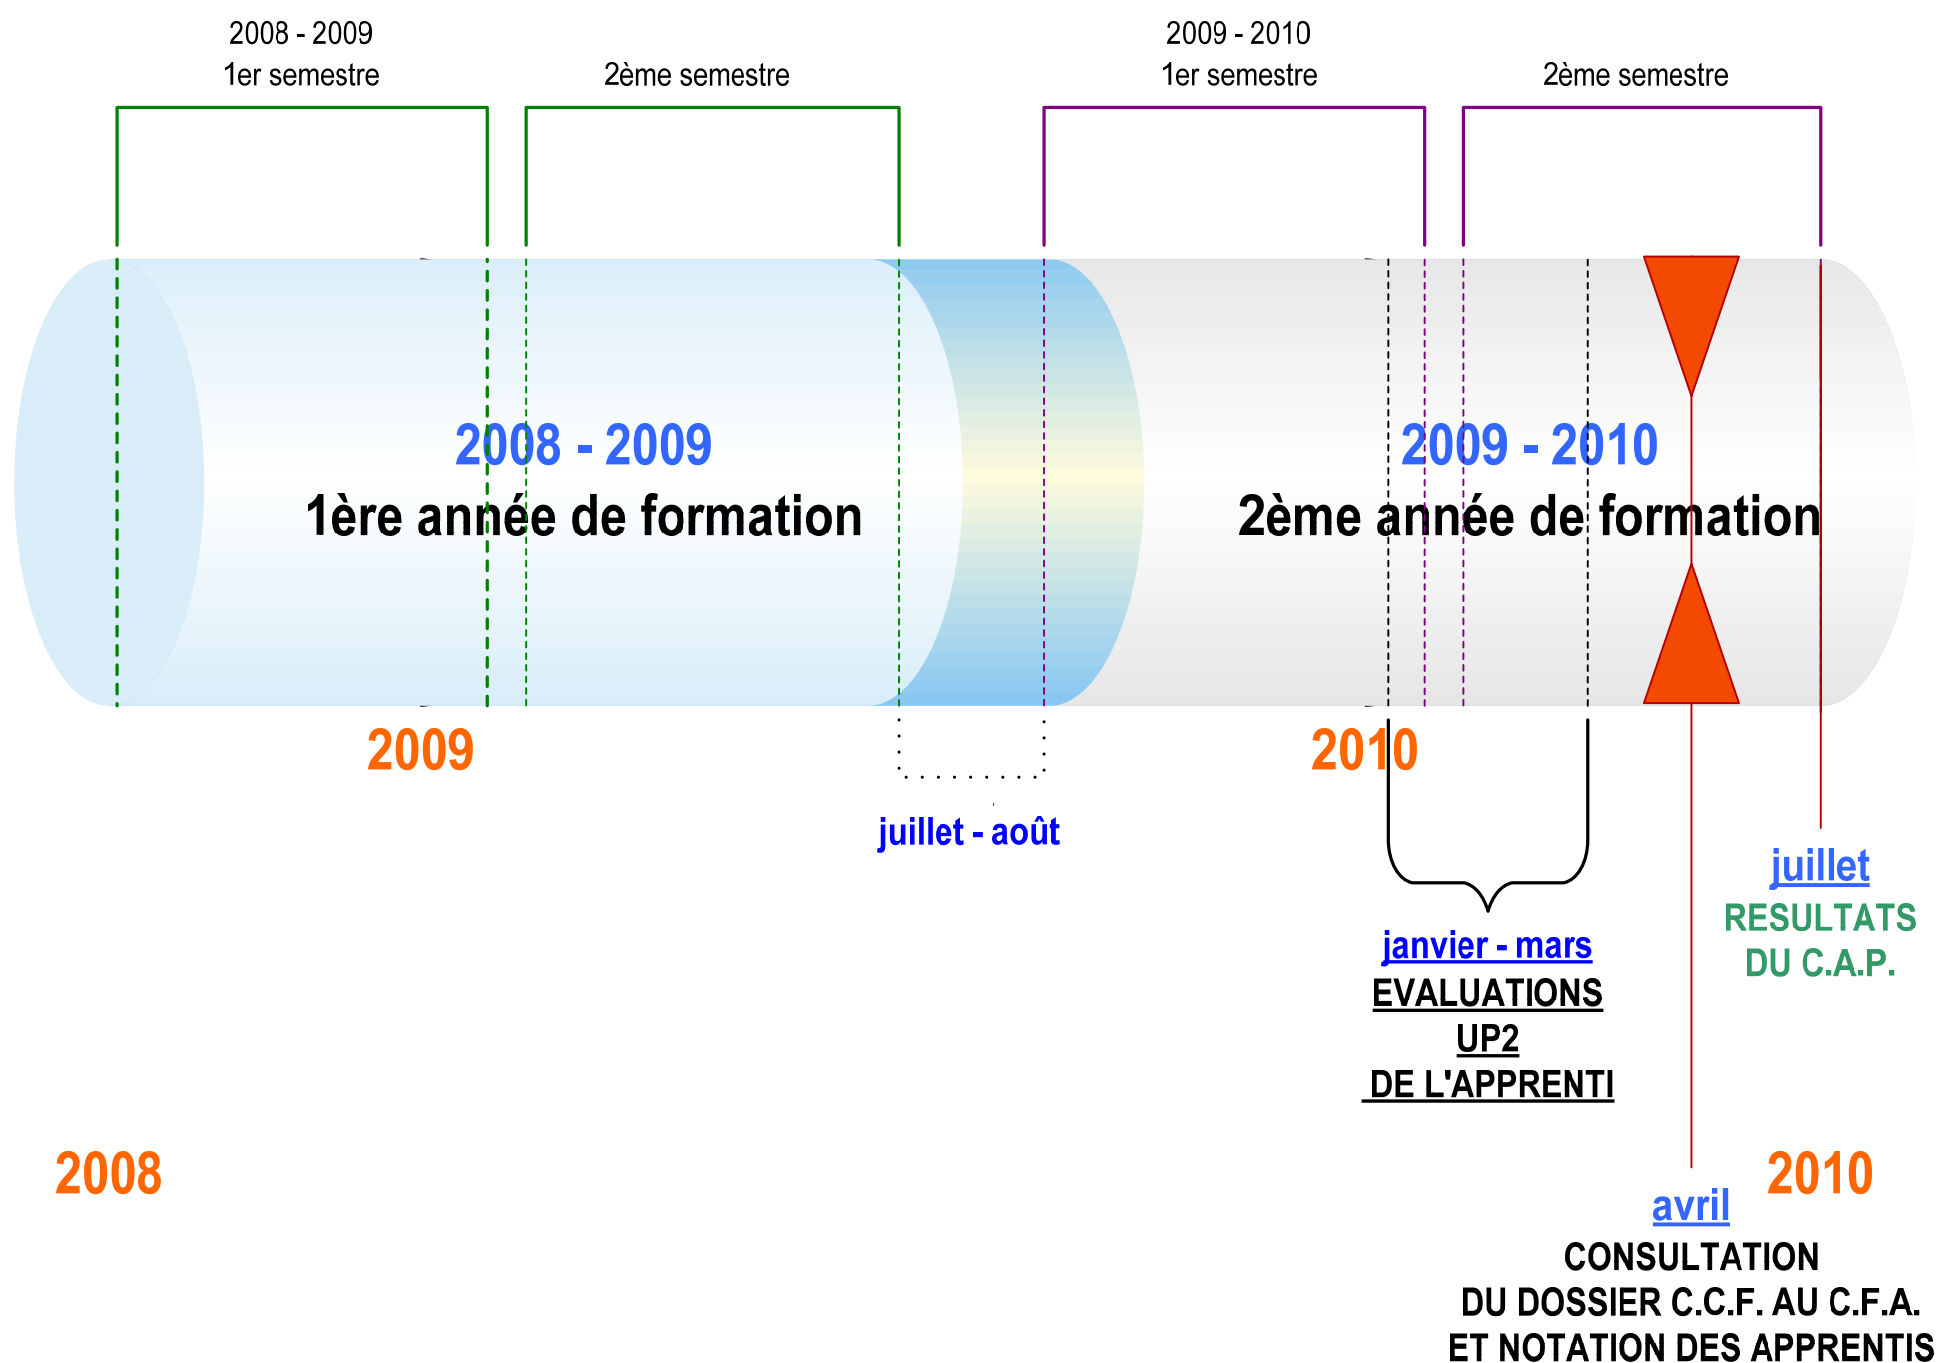 2008 - 2009
1er semestre
2ème semestre
2009 - 2010
1er semestre
2ème semestre
2008 - 2009
1ère année de formation
2009 - 2010
2ème année de formation
2009
2010
juillet - août
juillet
RESULTATS
DU C.A.P.
janvier - mars
EVALUATIONS
UP2
DE L'APPRENTI
2008
2010
avril
CONSULTATION
DU DOSSIER C.C.F. AU C.F.A.
ET NOTATION DES APPRENTIS